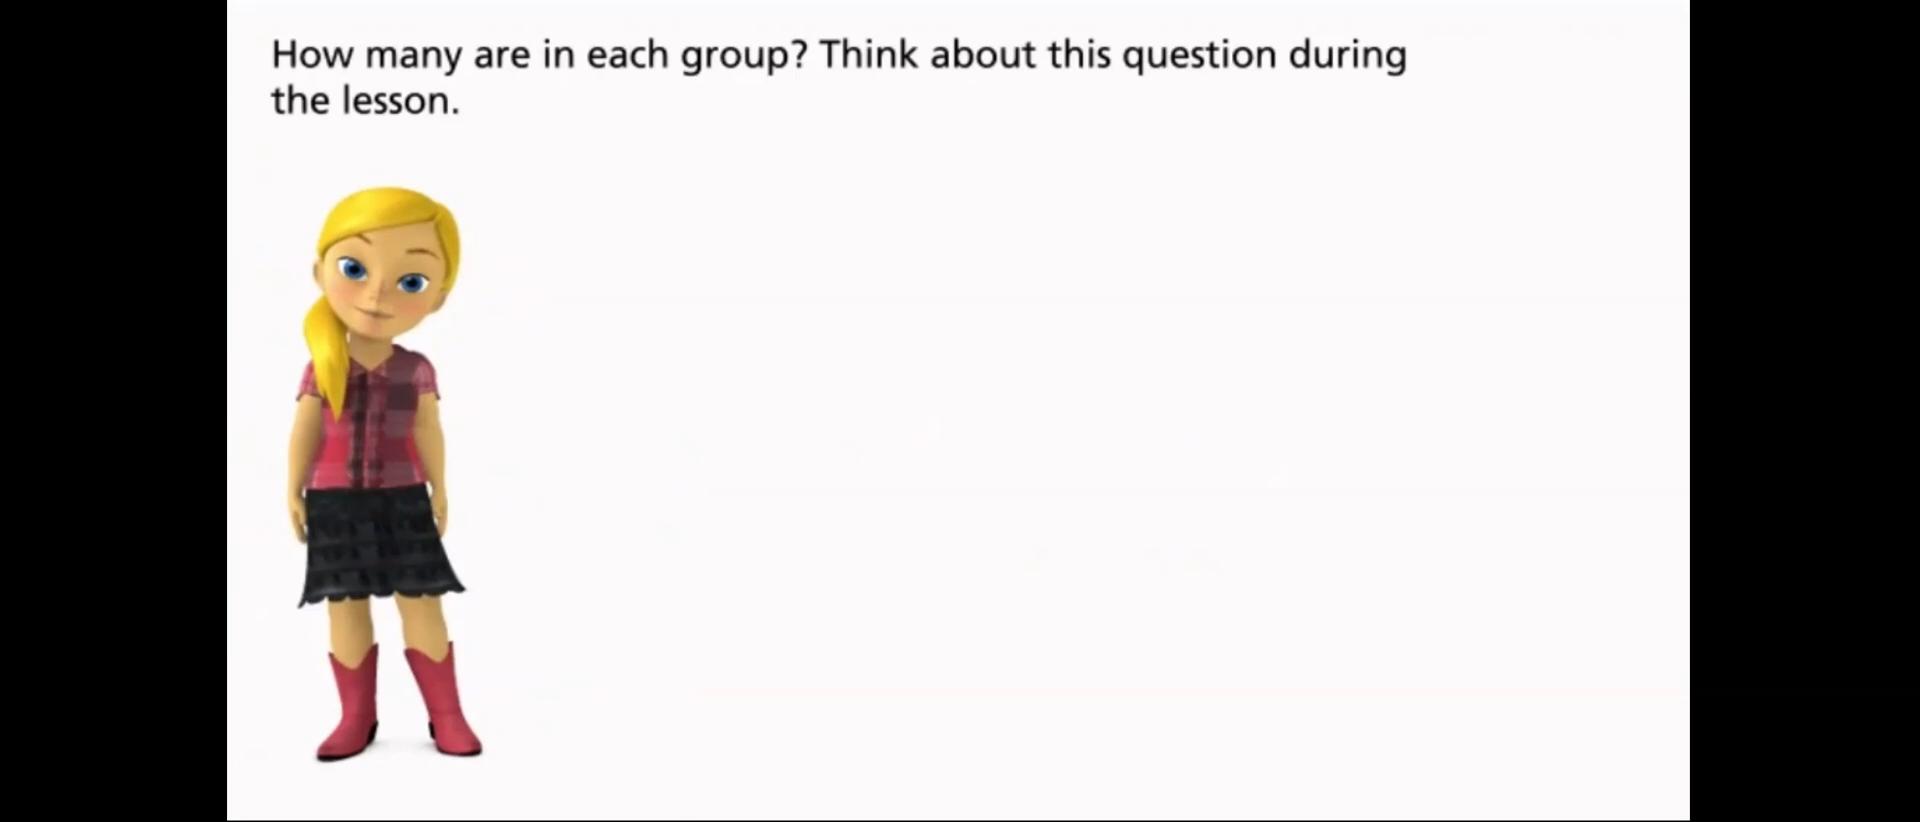 How many are in each group? Think about this question during
the lesson.